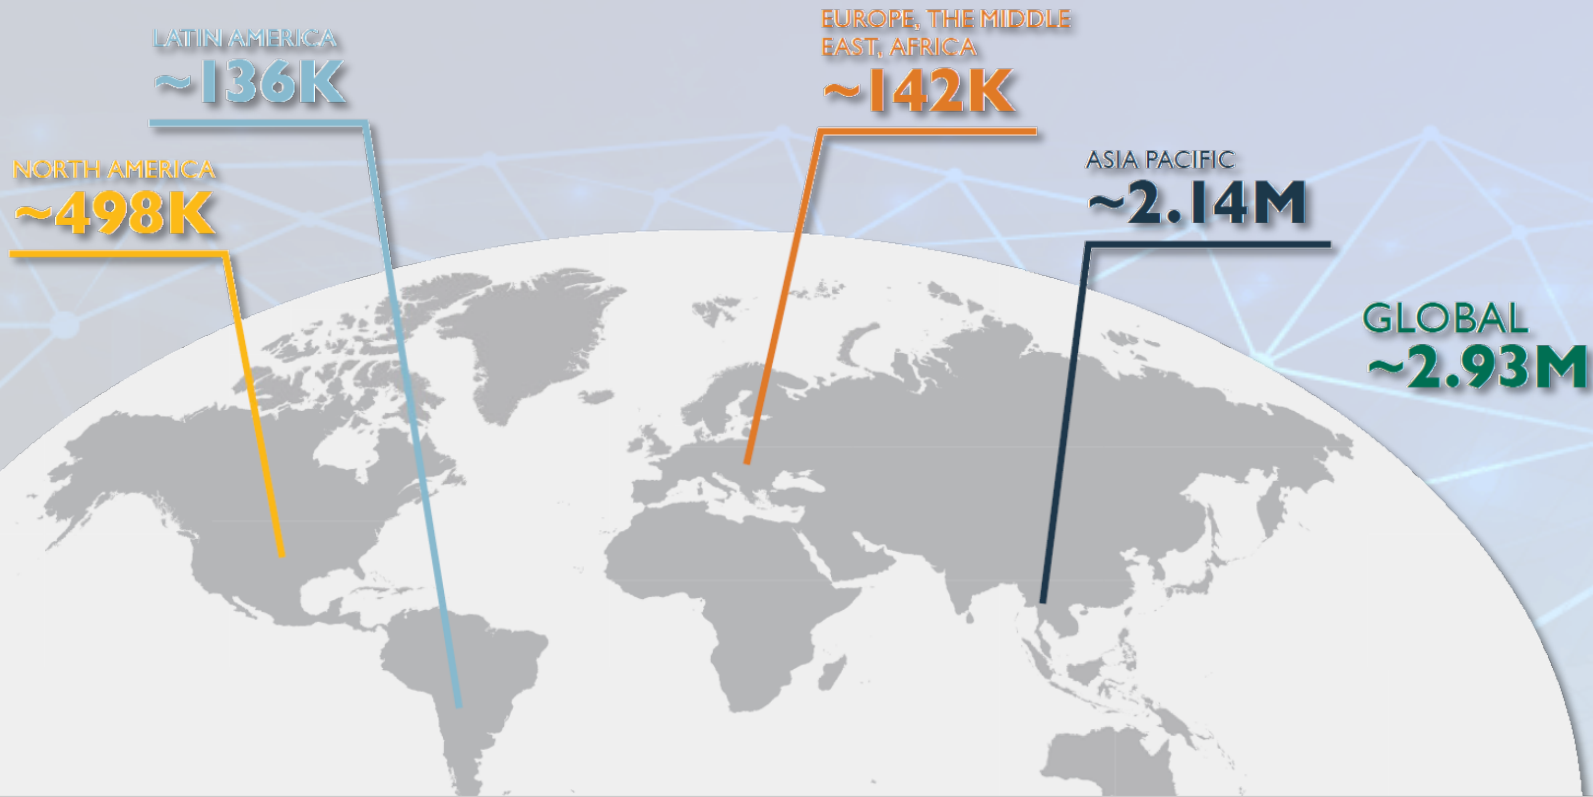 LATIN AMERICA
~136K
EUROPE, THE MIDDLE
EAST, AFRICA
~142K
NORTH AMERICA
~498K
ASIA PACIFIC
~2.14M
GLOBAL
~2.93M